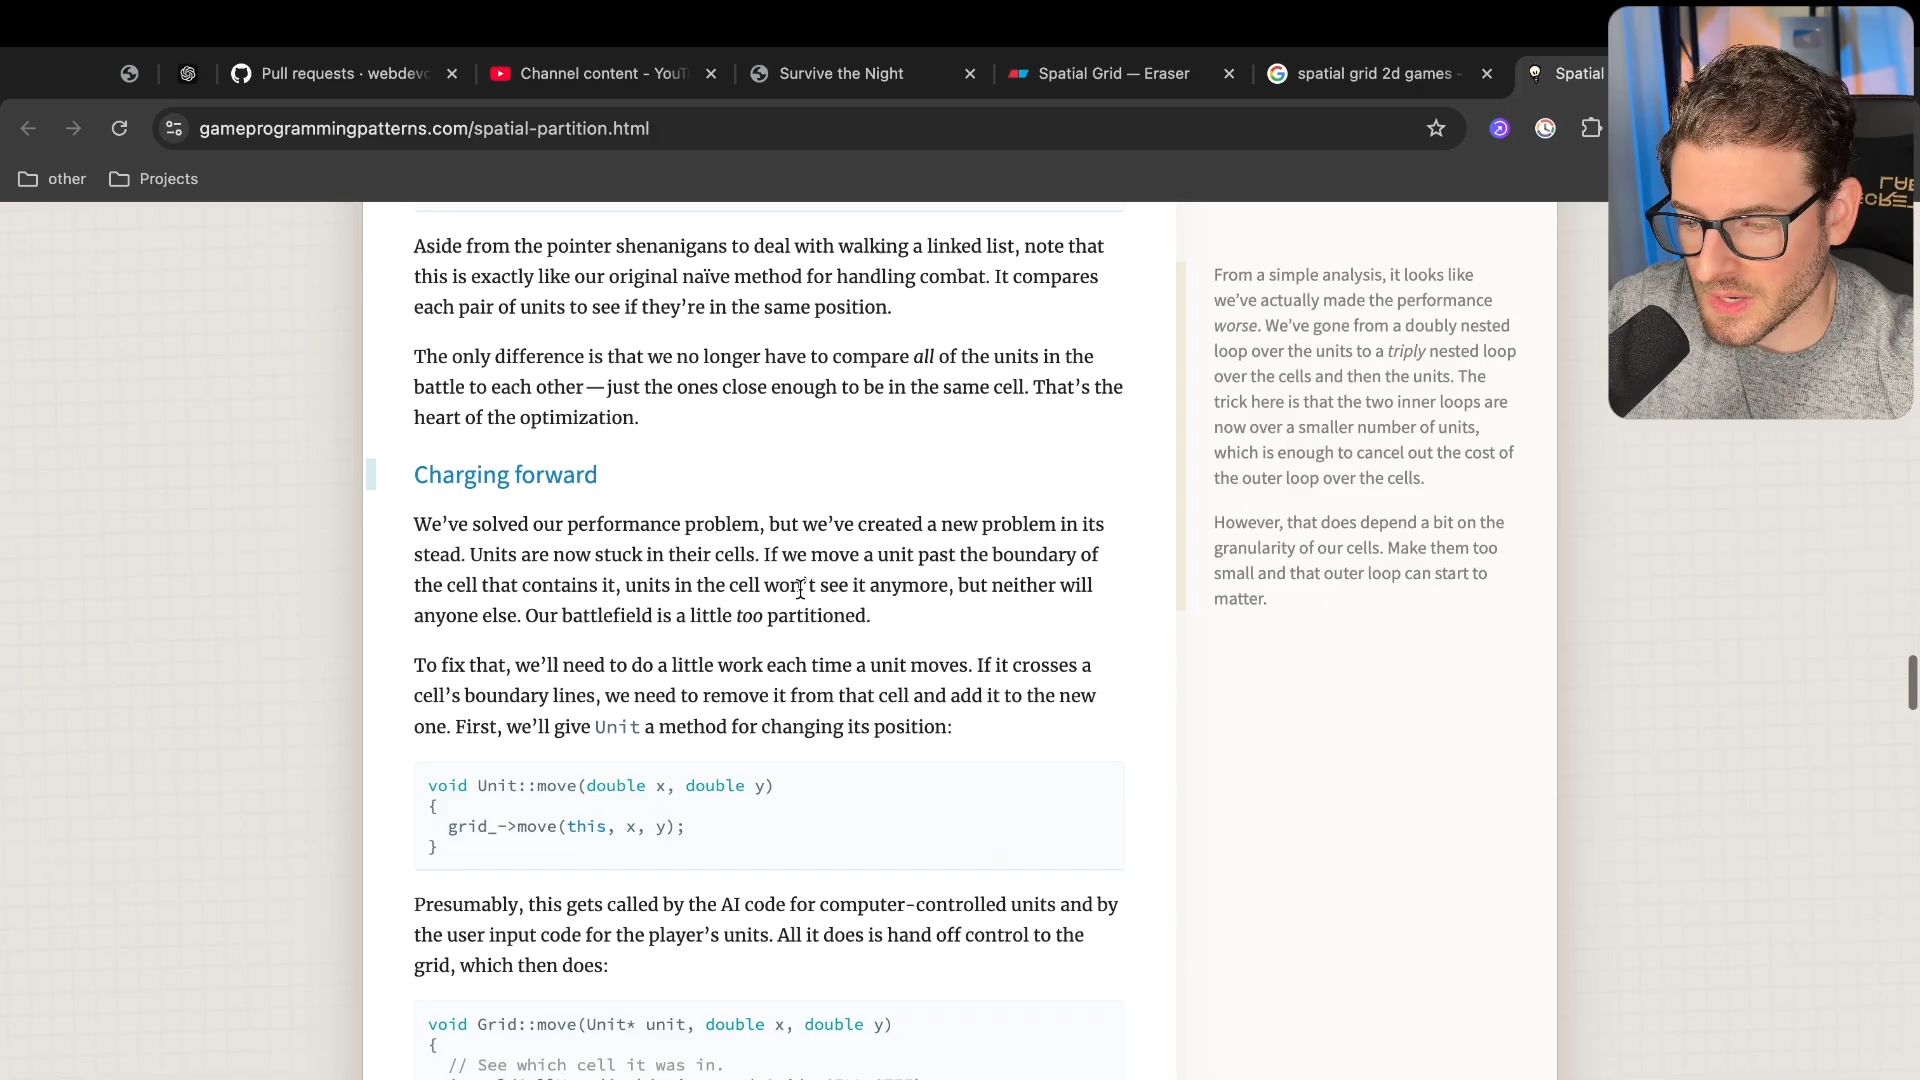 Pull requests · webdevc
Channel content - YouT
Survive the Night
Spatial Grid — Eraser
spatial grid 2d games -
Spatial
gameprogrammingpatterns.com/spatial-partition.html
other
Projects
Aside from the pointer shenanigans to deal with walking a linked list, note that
this is exactly like our original naïve method for handling combat. It compares
each pair of units to see if they’re in the same position.
The only difference is that we no longer have to compare all of the units in the
battle to each other — just the ones close enough to be in the same cell. That’s the
heart of the optimization.
Charging forward
We’ve solved our performance problem, but we’ve created a new problem in its
stead. Units are now stuck in their cells. If we move a unit past the boundary of
the cell that contains it, units in the cell won’t see it anymore, but neither will
anyone else. Our battlefield is a little too partitioned.
To fix that, we’ll need to do a little work each time a unit moves. If it crosses a
cell’s boundary lines, we need to remove it from that cell and add it to the new
one. First, we’ll give Unit a method for changing its position:
void Unit::move(double x, double y)
{
grid_->move(this, x, y);
}
Presumably, this gets called by the AI code for computer-controlled units and by
the user input code for the player’s units. All it does is hand off control to the
grid, which then does:
void Grid::move(Unit* unit, double x, double y)
{
// See which cell it was in.
From a simple analysis, it looks like
we’ve actually made the performance
worse. We’ve gone from a doubly nested
loop over the units to a triply nested loop
over the cells and then the units. The
trick here is that the two inner loops are
now over a smaller number of units,
which is enough to cancel out the cost of
the outer loop over the cells.
However, that does depend a bit on the
granularity of our cells. Make them too
small and that outer loop can start to
matter.